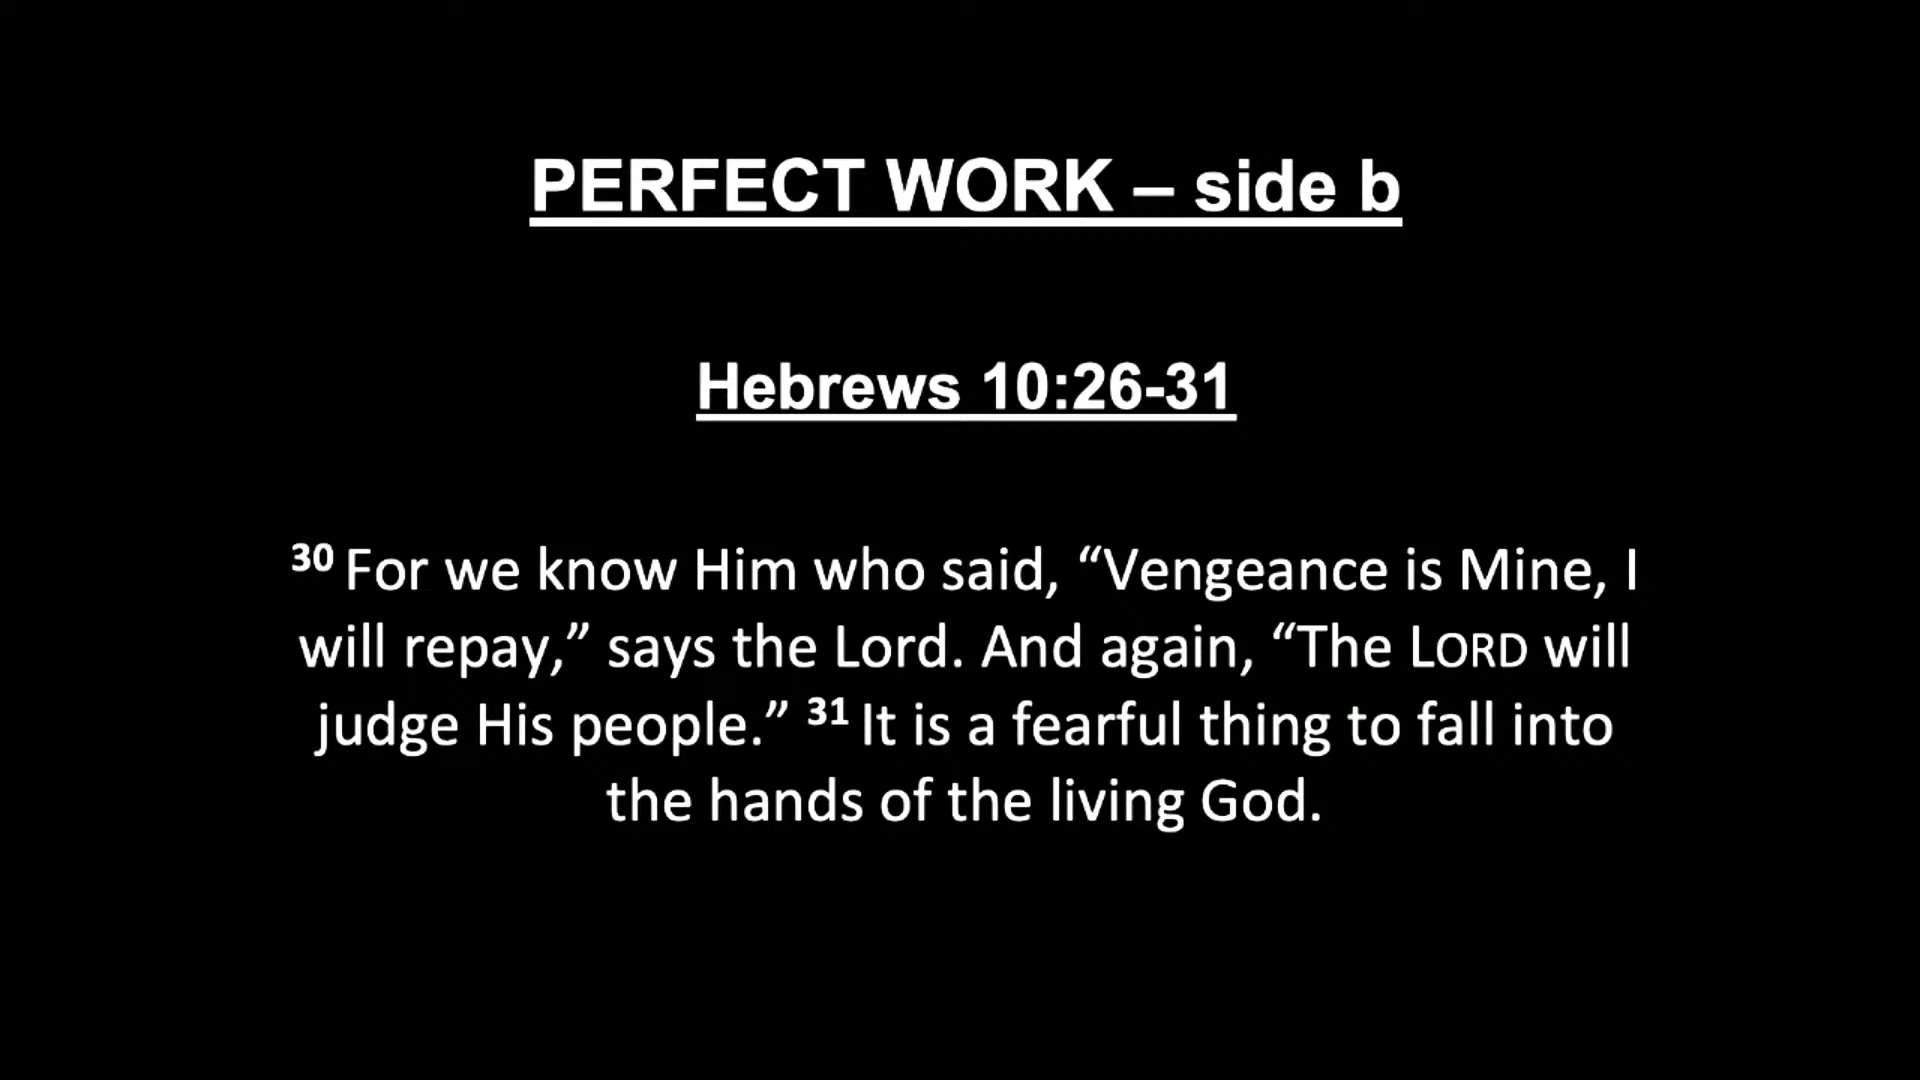 PERFECT WORK – side b
Hebrews 10:26-31
30 For we know Him who said, “Vengeance is Mine, I
will repay,” says the Lord. And again, “The LORD will
judge His people.” 31 It is a fearful thing to fall into
the hands of the living God.